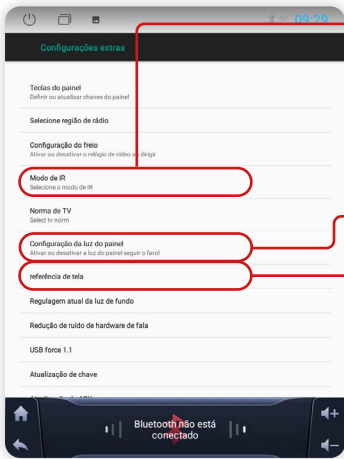 09:29
Configurações extras
Teclas do painel
Definir ou atualizar chaves do painel
Selecione região de rádio
Configuração do freio
Ativar ou desativar o relógio de vídeo ao dirigir
Modo de IR
Selecione o modo de IR
Norma de TV
Select tv norm
Configuração da luz do painel
Ativar ou desativar a luz do painel seguir o farol
referência de tela
Regulagem atual da luz de fundo
Redução de ruído de hardware de fala
USB force 1.1
Atualização de chave
Bluetooth não está
conectado